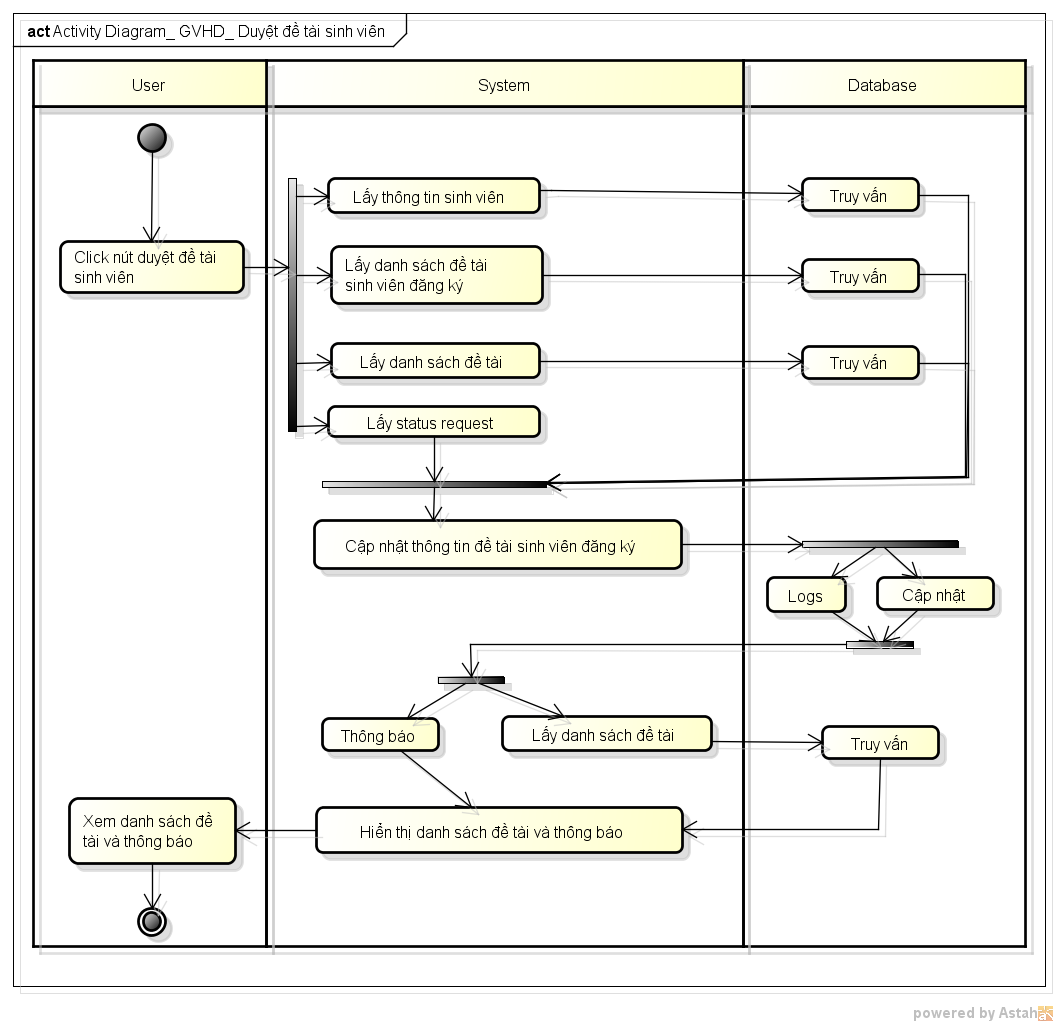 act Activity Diagram_ GVHD_ Duyệt đề tài sinh viên
User
System
Database
Lấy thông tin sinh viên
Truy vấn
Click nút duyệt đề tài
sinh viên
Lấy danh sách đề tài
sinh viên đăng ký
Truy vấn
Lấy danh sách đề tài
Truy vấn
Lấy status request
Cập nhật thông tin đề tài sinh viên đăng ký
Logs
Cập nhật
Thông báo
Lấy danh sách đề tài
Truy vấn
Xem danh sách đề
tài và thông báo
Hiển thị danh sách đề tài và thông báo
powered by Astah